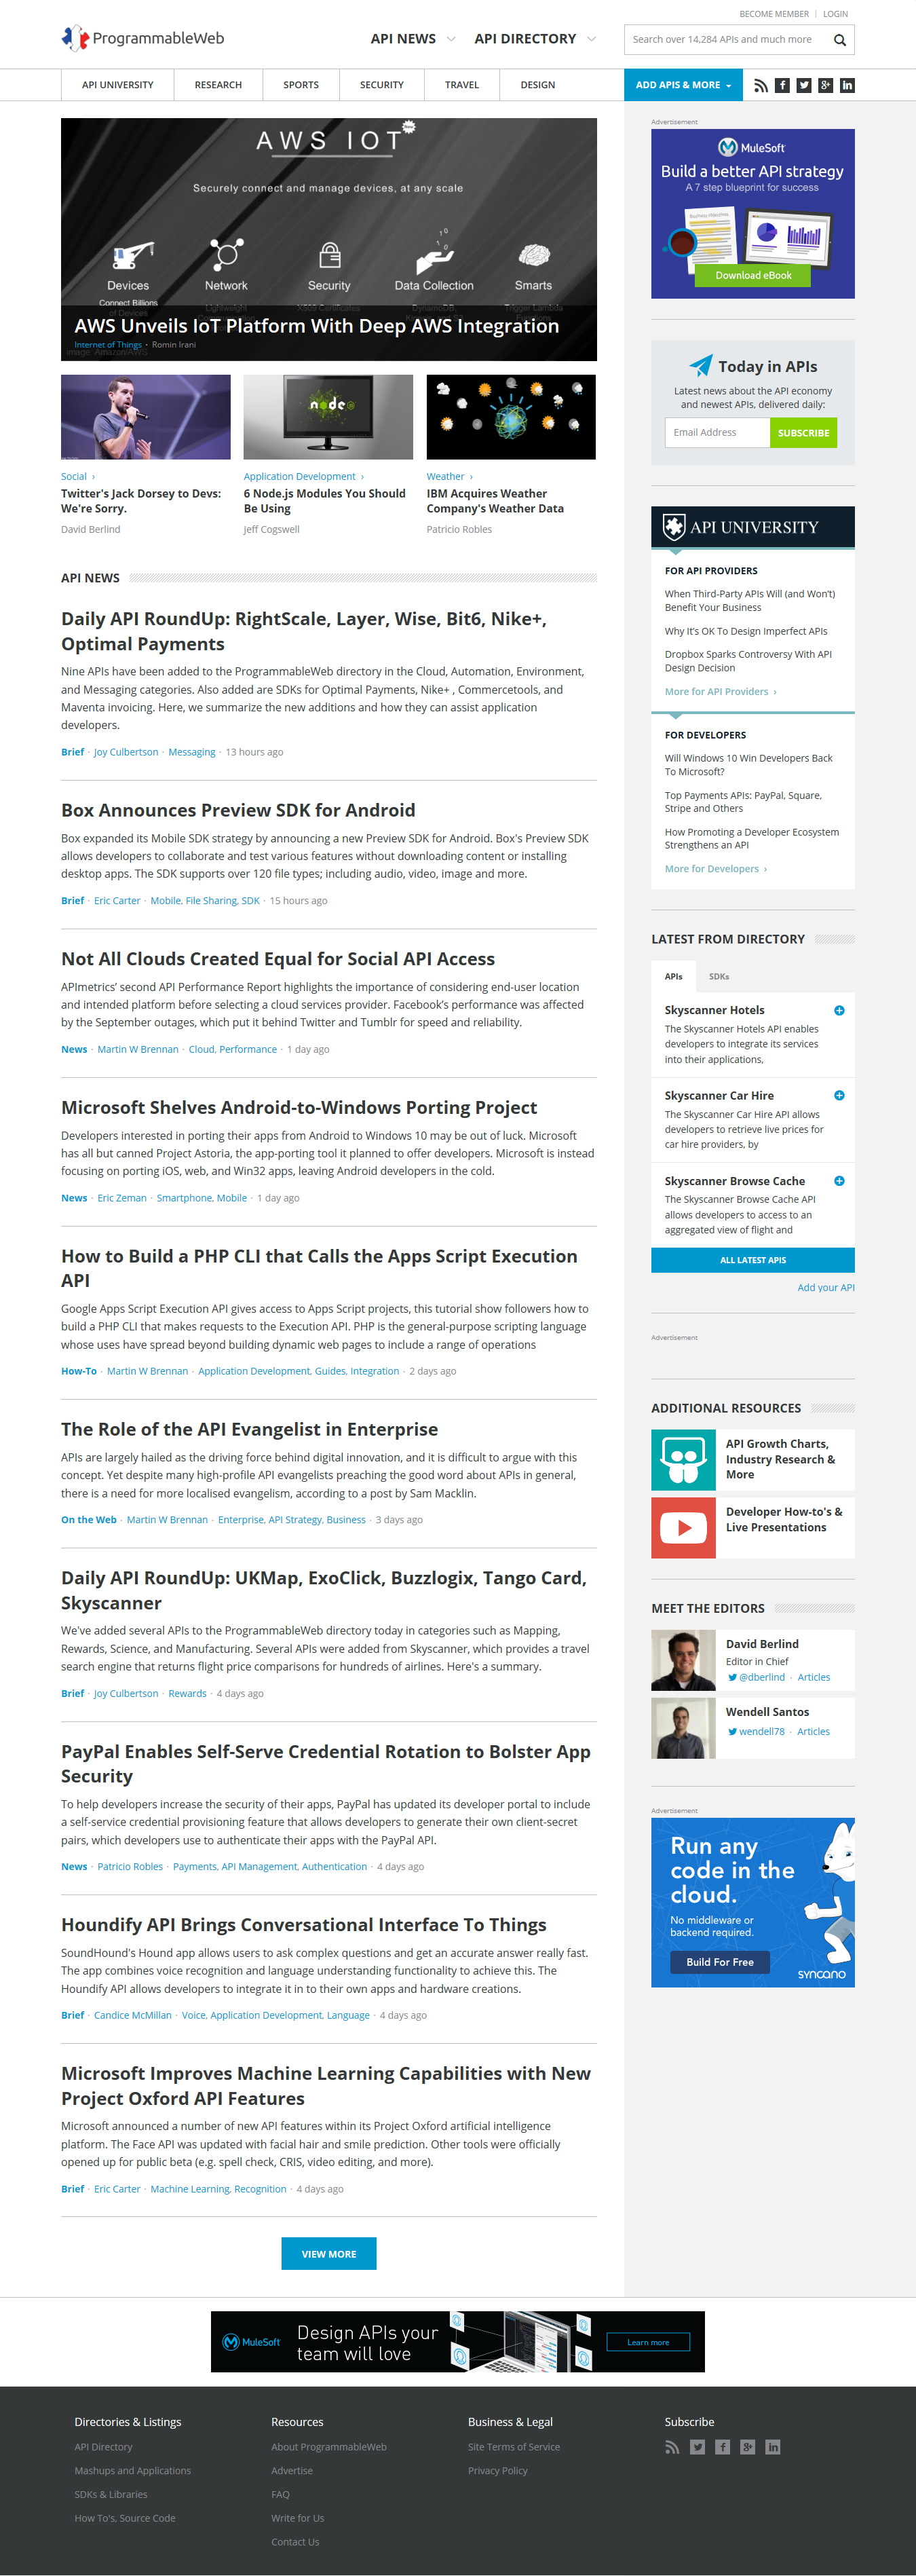 BECOME MEMBER | LOGIN
ProgrammableWeb
API NEWS
API DIRECTORY
Search over 14,284 APIs and much more
API UNIVERSITY
RESEARCH
SPORTS
SECURITY
TRAVEL
DESIGN
ADD APIS & MORE
AWS IOT
Securely connect and manage devices, at any scale
Devices
Network
Security
Data Collection
Smarts
Connect Billions
of Devices
X509 Certificates
DynamoDB,
Trigger Lambda
Functions
AWS Unveils IoT Platform With Deep AWS Integration
Internet of Things · Romin Irani
Image: Amazon/AWS
node
Social ›
Twitter's Jack Dorsey to Devs:
We're Sorry.
David Berlind
Application Development ›
6 Node.js Modules You Should
Be Using
Jeff Cogswell
Weather ›
IBM Acquires Weather
Company's Weather Data
Patricio Robles
API NEWS
Daily API RoundUp: RightScale, Layer, Wise, Bit6, Nike+,
Optimal Payments
Nine APIs have been added to the ProgrammableWeb directory in the Cloud, Automation, Environment,
and Messaging categories. Also added are SDKs for Optimal Payments, Nike+ , Commercetools, and
Maventa invoicing. Here, we summarize the new additions and how they can assist application
developers.
Brief · Joy Culbertson · Messaging · 13 hours ago
Box Announces Preview SDK for Android
Box expanded its Mobile SDK strategy by announcing a new Preview SDK for Android. Box's Preview SDK
allows developers to collaborate and test various features without downloading content or installing
desktop apps. The SDK supports over 120 file types; including audio, video, image and more.
Brief · Eric Carter · Mobile, File Sharing, SDK · 15 hours ago
Not All Clouds Created Equal for Social API Access
APImetrics’ second API Performance Report highlights the importance of considering end-user location
and intended platform before selecting a cloud services provider. Facebook’s performance was affected
by the September outages, which put it behind Twitter and Tumblr for speed and reliability.
News · Martin W Brennan · Cloud, Performance · 1 day ago
Microsoft Shelves Android-to-Windows Porting Project
Developers interested in porting their apps from Android to Windows 10 may be out of luck. Microsoft
has all but canned Project Astoria, the app-porting tool it planned to offer developers. Microsoft is instead
focusing on porting iOS, web, and Win32 apps, leaving Android developers in the cold.
News · Eric Zeman · Smartphone, Mobile · 1 day ago
How to Build a PHP CLI that Calls the Apps Script Execution
API
Google Apps Script Execution API gives access to Apps Script projects, this tutorial show followers how to
build a PHP CLI that makes requests to the Execution API. PHP is the general-purpose scripting language
whose uses have spread beyond building dynamic web pages to include a range of operations
How-To · Martin W Brennan · Application Development, Guides, Integration · 2 days ago
The Role of the API Evangelist in Enterprise
APIs are largely hailed as the driving force behind digital innovation, and it is difficult to argue with this
concept. Yet despite many high-profile API evangelists preaching the good word about APIs in general,
there is a need for more localised evangelism, according to a post by Sam Macklin.
On the Web · Martin W Brennan · Enterprise, API Strategy, Business · 3 days ago
Daily API RoundUp: UKMap, ExoClick, Buzzlogix, Tango Card,
Skyscanner
We've added several APIs to the ProgrammableWeb directory today in categories such as Mapping,
Rewards, Science, and Manufacturing. Several APIs were added from Skyscanner, which provides a travel
search engine that returns flight price comparisons for hundreds of airlines. Here's a summary.
Brief · Joy Culbertson · Rewards · 4 days ago
PayPal Enables Self-Serve Credential Rotation to Bolster App
Security
To help developers increase the security of their apps, PayPal has updated its developer portal to include
a self-service credential provisioning feature that allows developers to generate their own client-secret
pairs, which developers use to authenticate their apps with the PayPal API.
News · Patricio Robles · Payments, API Management, Authentication · 4 days ago
Houndify API Brings Conversational Interface To Things
SoundHound's Hound app allows users to ask complex questions and get an accurate answer really fast.
The app combines voice recognition and language understanding functionality to achieve this. The
Houndify API allows developers to integrate it in to their own apps and hardware creations.
Brief · Candice McMillan · Voice, Application Development, Language · 4 days ago
Microsoft Improves Machine Learning Capabilities with New
Project Oxford API Features
Microsoft announced a number of new API features within its Project Oxford artificial intelligence
platform. The Face API was updated with facial hair and smile prediction. Other tools were officially
opened up for public beta (e.g. spell check, CRIS, video editing, and more).
Brief · Eric Carter · Machine Learning, Recognition · 4 days ago
VIEW MORE
Advertisement
MuleSoft
Build a better API strategy
A 7 step blueprint for success
Download eBook
Today in APIs
Latest news about the API economy
and newest APIs, delivered daily:
Email Address
SUBSCRIBE
API UNIVERSITY
FOR API PROVIDERS
When Third-Party APIs Will (and Won’t)
Benefit Your Business
Why It’s OK To Design Imperfect APIs
Dropbox Sparks Controversy With API
Design Decision
More for API Providers ›
FOR DEVELOPERS
Will Windows 10 Win Developers Back
To Microsoft?
Top Payments APIs: PayPal, Square,
Stripe and Others
How Promoting a Developer Ecosystem
Strengthens an API
More for Developers ›
LATEST FROM DIRECTORY
APIs
SDKs
Skyscanner Hotels
The Skyscanner Hotels API enables
developers to integrate its services
into their applications,
Skyscanner Car Hire
The Skyscanner Car Hire API allows
developers to retrieve live prices for
car hire providers, by
Skyscanner Browse Cache
The Skyscanner Browse Cache API
allows developers to access to an
aggregated view of flight and
ALL LATEST APIS
Add your API
Advertisement
ADDITIONAL RESOURCES
API Growth Charts,
Industry Research &
More
Developer How-to's &
Live Presentations
MEET THE EDITORS
David Berlind
Editor in Chief
@dberlind · Articles
Wendell Santos
wendell78 · Articles
Advertisement
Run any
code in the
cloud.
No middleware or
backend required.
Build For Free
SYNCANO
MuleSoft
Design APIs your
team will love
Learn more
Directories & Listings
API Directory
Mashups and Applications
SDKs & Libraries
How To's, Source Code
Resources
About ProgrammableWeb
Advertise
FAQ
Write for Us
Contact Us
Business & Legal
Site Terms of Service
Privacy Policy
Subscribe